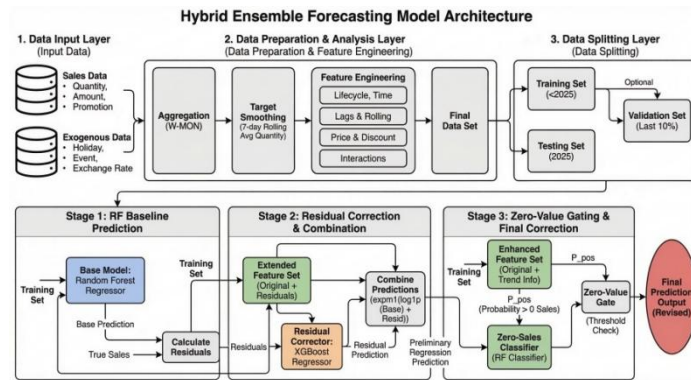 Hybrid Ensemble Forecasting Model Architecture
1. Data Input Layer
(Input Data)
Sales Data
• Quantity,
• Amount,
• Promotion
Exogenous Data
• Holiday,
• Event,
• Exchange Rate
2. Data Preparation & Analysis Layer
(Data Preparation & Feature Engineering)
Aggregation
(W-MON)
Target
Smoothing
(7-day Rolling
Avg Quantity)
Feature Engineering
Lifecycle, Time
Lags & Rolling
Price & Discount
Interactions
Final
Data Set
3. Data Splitting Layer
(Data Splitting)
Training Set
(<2025)
Optional
Validation Set
(Last 10%)
Testing Set
(2025)
Stage 1: RF Baseline
Prediction
Training
Set
Base Model:
Random Forest
Regressor
Base Prediction
True Sales
Calculate
Residuals
Training
Set
Stage 2: Residual Correction
& Combination
Extended Feature Set
(Original +
Residuals)
Residuals
Residual
Corrector:
XGBoost
Regressor
Residual
Prediction
Combine
Predictions
(expm1(log1p
(Base) +
Resid))
Preliminary
Regression
Prediction
Stage 3: Zero-Value Gating &
Final Correction
Training
Set
Enhanced
Feature Set
(Original +
Trend Info)
P_pos
P_pos
(Probability > 0 Sales)
Zero-Sales
Classifier
(RF Classifier)
Zero-Value
Gate
(Threshold
Check)
Final
Prediction
Output
(Revised)